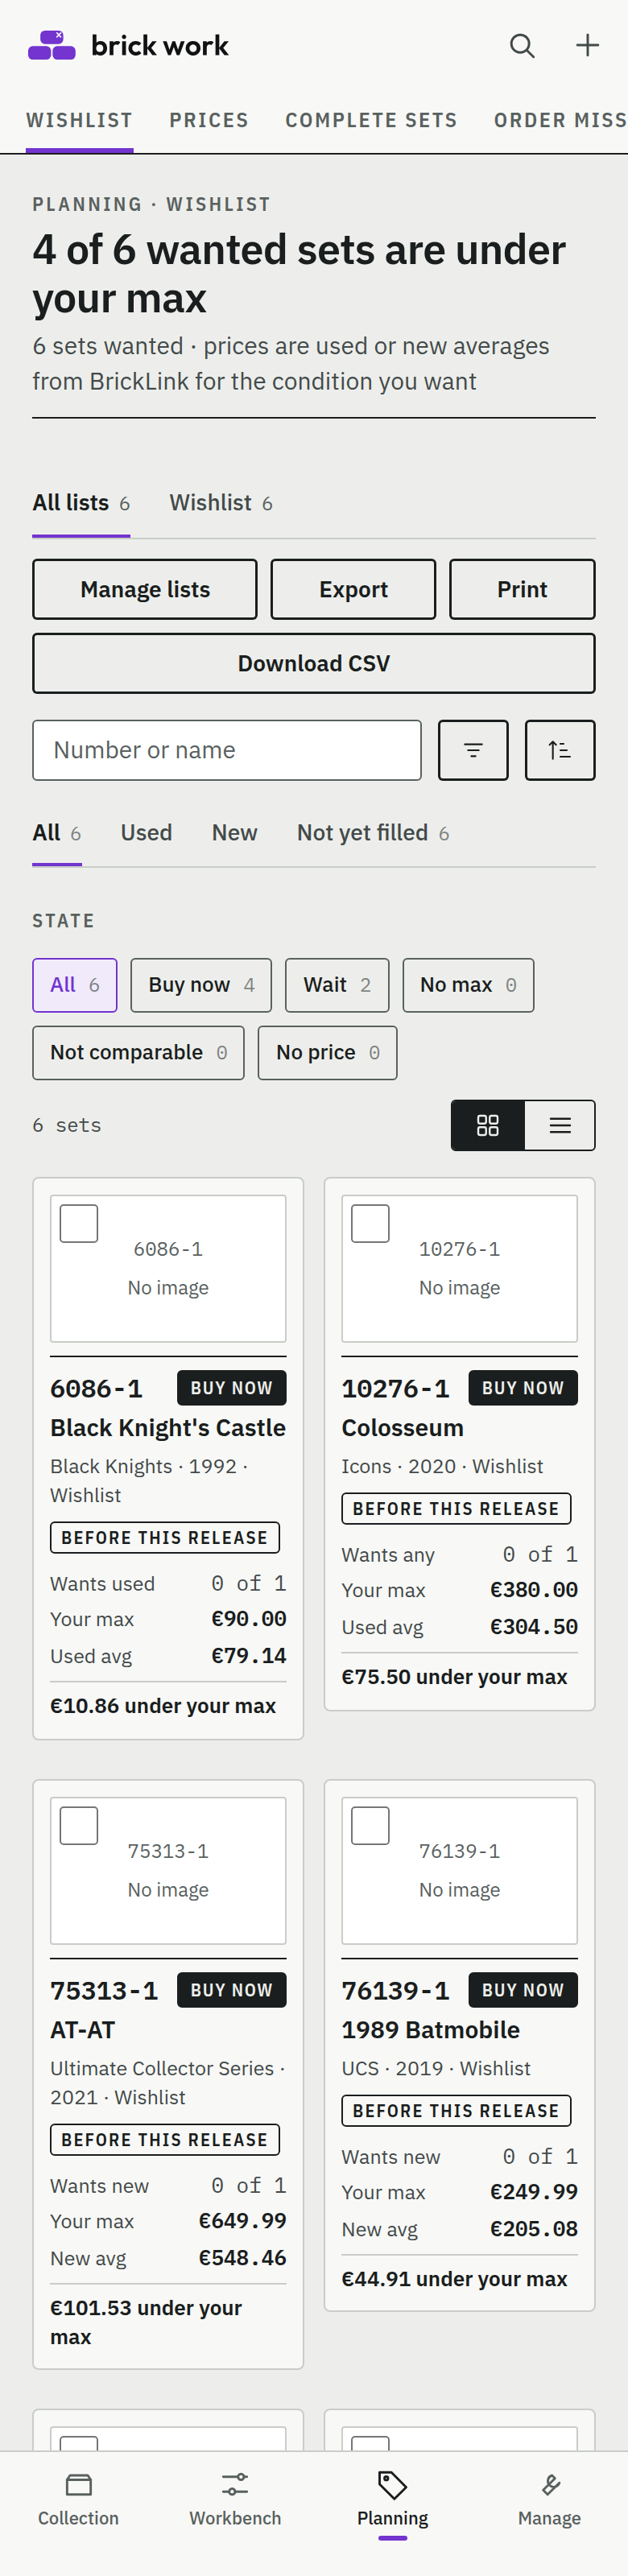 brick work
WISHLIST PRICES COMPLETE SETS ORDER MISS
PLANNING · WISHLIST
4 of 6 wanted sets are under
your max
6 sets wanted · prices are used or new averages
from BrickLink for the condition you want
All lists 6 Wishlist 6
Manage lists Export Print
Download CSV
Number or name
All 6 Used New Not yet filled 6
STATE
All 6 Buy now 4 Wait 2 No max 0
Not comparable 0 No price 0
6 sets
6086-1
No image
6086-1 BUY NOW
Black Knight's Castle
Black Knights · 1992 ·
Wishlist
BEFORE THIS RELEASE
Wants used 0 of 1
Your max €90.00
Used avg €79.14
€10.86 under your max
10276-1
No image
10276-1 BUY NOW
Colosseum
Icons · 2020 · Wishlist
BEFORE THIS RELEASE
Wants any 0 of 1
Your max €380.00
Used avg €304.50
€75.50 under your max
75313-1
No image
75313-1 BUY NOW
AT-AT
Ultimate Collector Series ·
2021 · Wishlist
BEFORE THIS RELEASE
Wants new 0 of 1
Your max €649.99
New avg €548.46
€101.53 under your
max
76139-1
No image
76139-1 BUY NOW
1989 Batmobile
UCS · 2019 · Wishlist
BEFORE THIS RELEASE
Wants new 0 of 1
Your max €249.99
New avg €205.08
€44.91 under your max
Collection Workbench Planning Manage